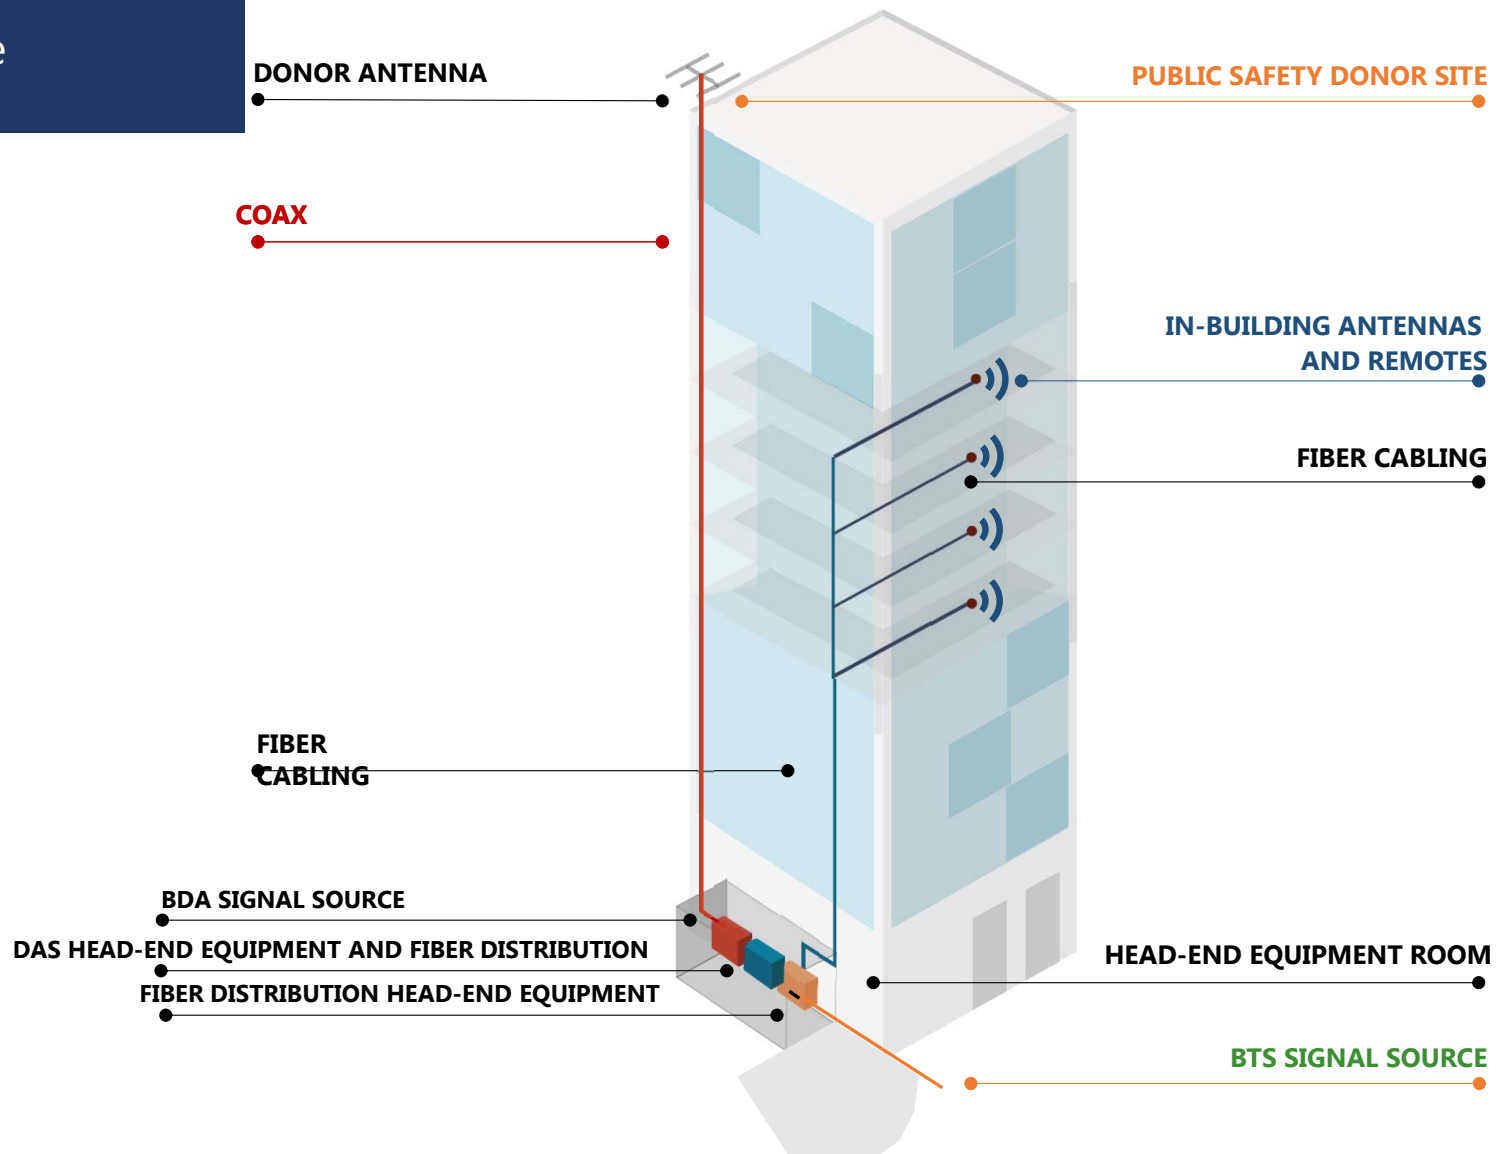 e
DONOR ANTENNA
PUBLIC SAFETY DONOR SITE
COAX
IN-BUILDING ANTENNAS
AND REMOTES
FIBER CABLING
FIBER
CABLING
BDA SIGNAL SOURCE
DAS HEAD-END EQUIPMENT AND FIBER DISTRIBUTION
HEAD-END EQUIPMENT ROOM
FIBER DISTRIBUTION HEAD-END EQUIPMENT
BTS SIGNAL SOURCE